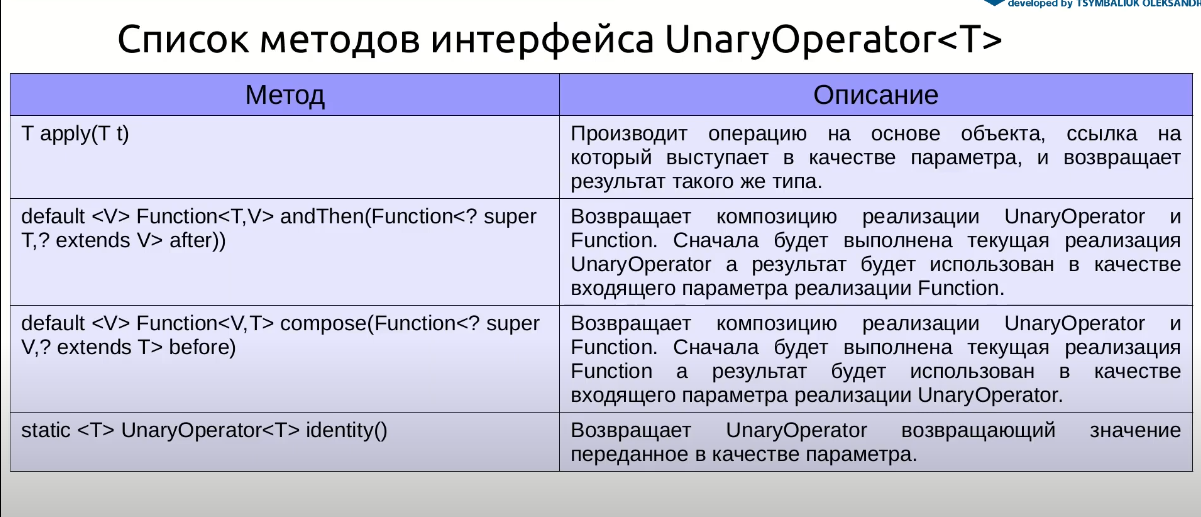 developed by TSYMBALIUK OLEKSANDR
Список методов интерфейса UnaryOperator<T>
Метод
Описание
T apply(T t)
Производит операцию на основе объекта, ссылка на
который выступает в качестве параметра, и возвращает
результат такого же типа.
default <V> Function<T,V> andThen(Function<? super
T,? extends V> after))
Возвращает композицию реализации UnaryOperator и
Function. Сначала будет выполнена текущая реализация
UnaryOperator а результат будет использован в качестве
входящего параметра реализации Function.
default <V> Function<V,T> compose(Function<? super
V,? extends T> before)
Возвращает композицию реализации UnaryOperator и
Function. Сначала будет выполнена текущая реализация
Function а результат будет использован в качестве
входящего параметра реализации UnaryOperator.
static <T> UnaryOperator<T> identity()
Возвращает UnaryOperator возвращающий значение
переданное в качестве параметра.